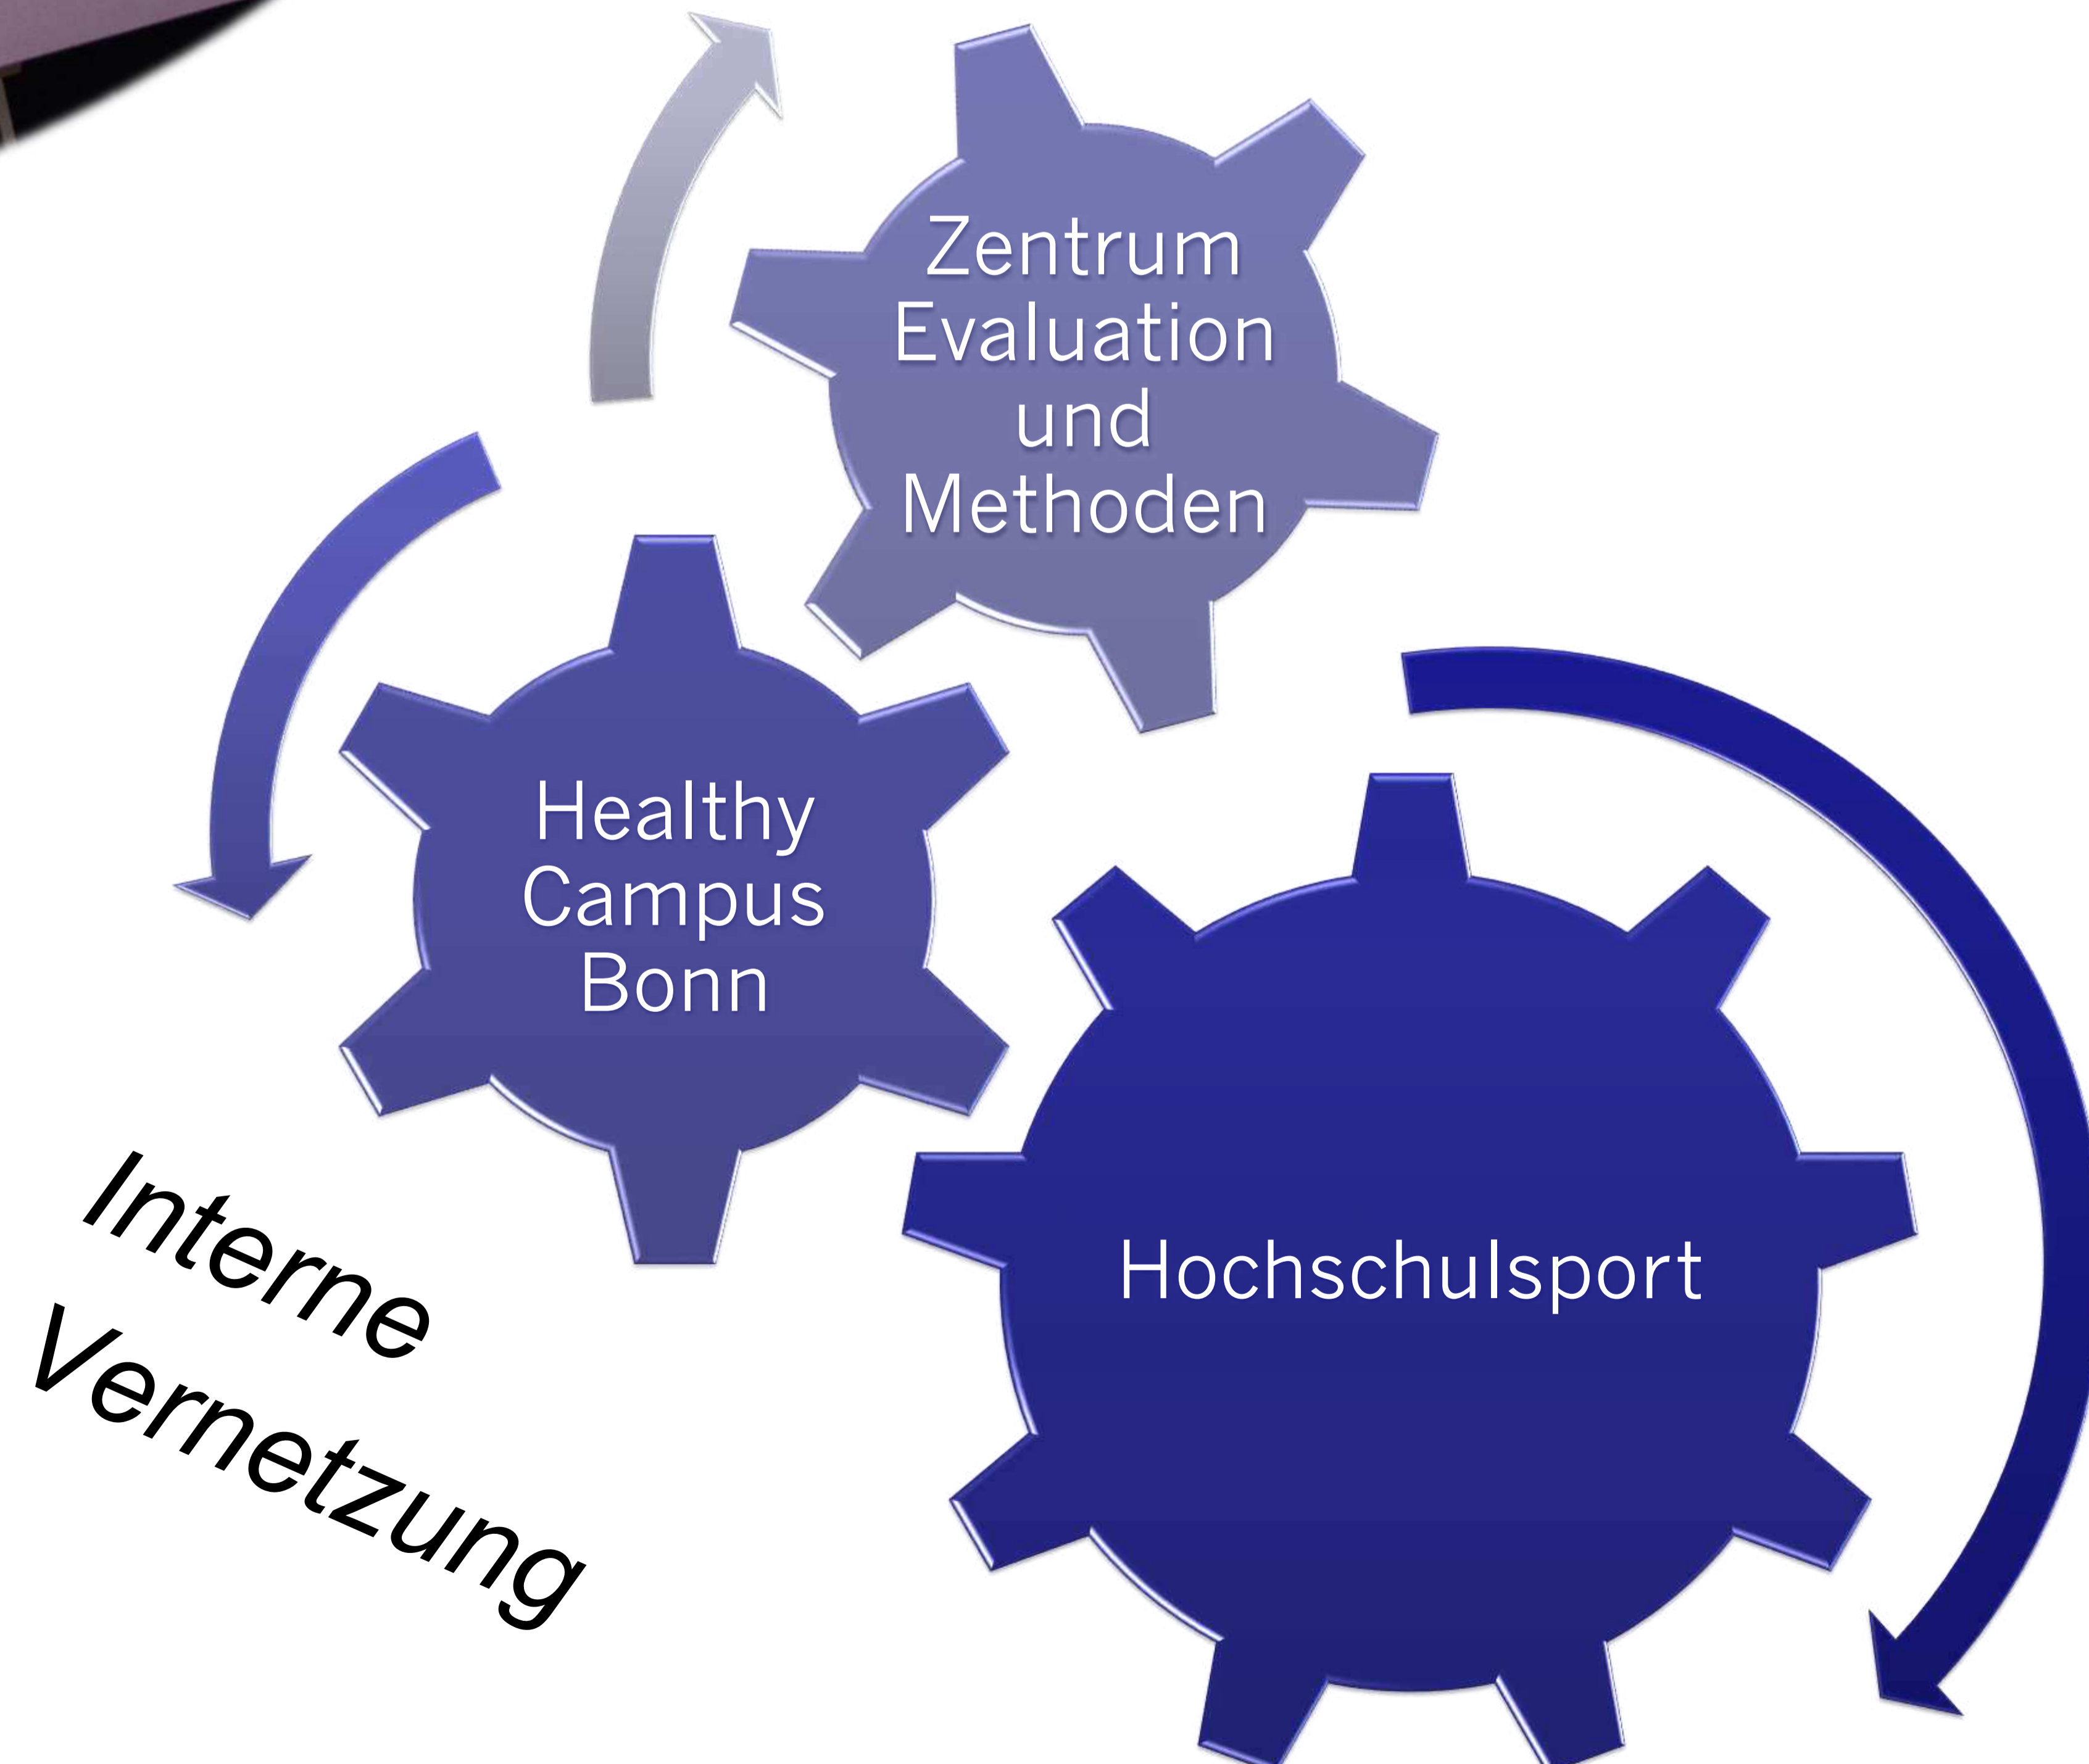 Zentrum
Evaluation
und
Methoden
Healthy
Campus
Bonn
Hochschulsport
Interne
Vernetzung